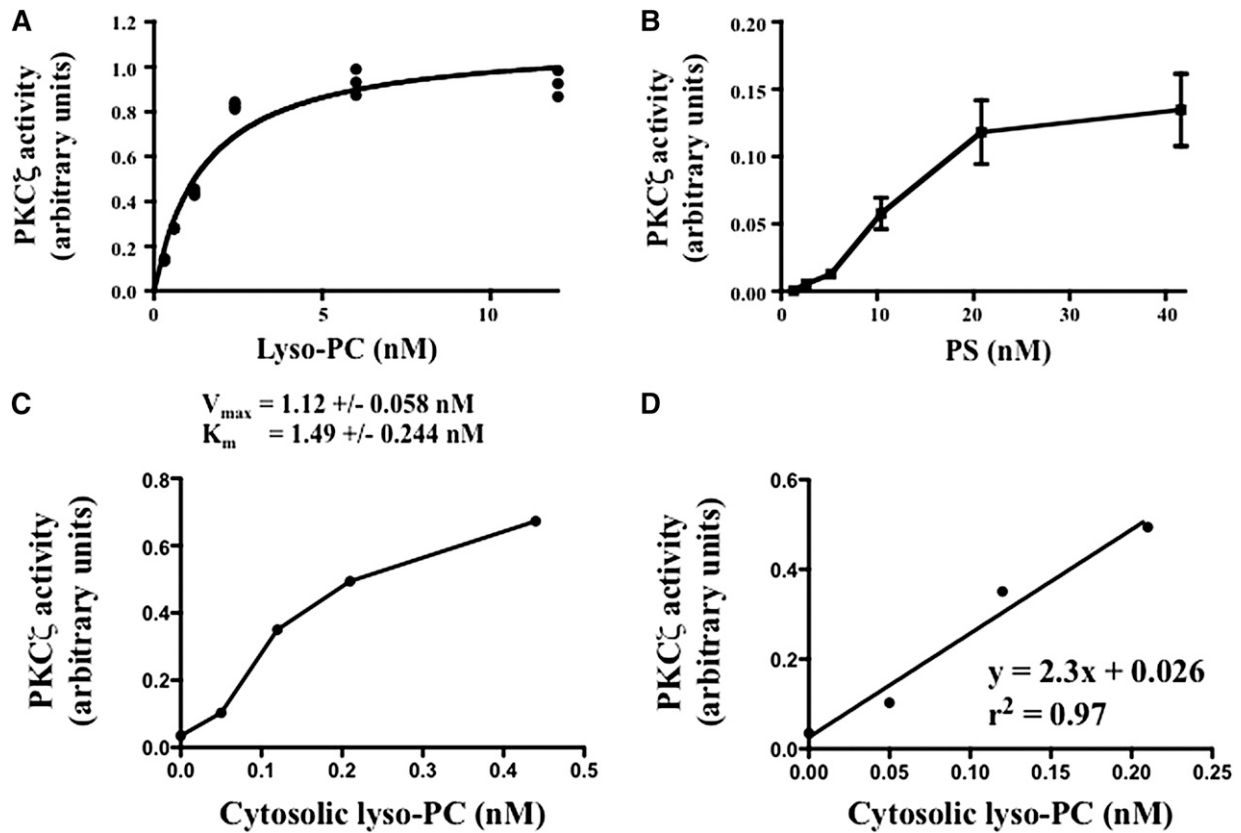 A
PKCζ activity
(arbitrary units)
1.2
1.0
0.8
0.6
0.4
0.2
0.0
0 5 10
Lyso-PC (nM)
B
PKCζ activity
(arbitrary units)
0.20
0.15
0.10
0.05
0.00
0 10 20 30 40
PS (nM)
C
Vmax = 1.12 +/- 0.058 nM
Km = 1.49 +/- 0.244 nM
PKCζ activity
(arbitrary units)
0.8
0.6
0.4
0.2
0.0
0.0 0.1 0.2 0.3 0.4 0.5
Cytosolic lyso-PC (nM)
D
PKCζ activity
(arbitrary units)
0.6
0.4
0.2
0.0
y = 2.3x + 0.026
r² = 0.97
0.00 0.05 0.10 0.15 0.20 0.25
Cytosolic lyso-PC (nM)